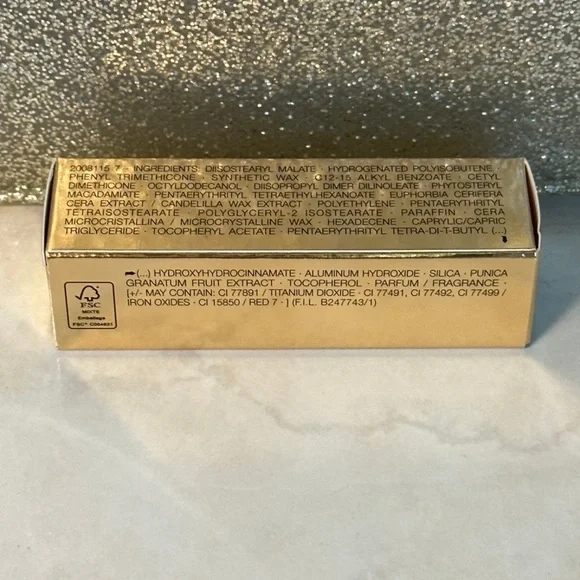 2008115 7 - INGREDIENTS: DIISOSTEARYL MALATE · HYDROGENATED POLYISOBUTENE
PHENYL TRIMETHICONE · SYNTHETIC WAX · C12-15 ALKYL BENZOATE · CETYL
DIMETHICONE · OCTYLDODECANOL · DIISOPROPYL DIMER DILINOLEATE · PHYTOSTERYL
MACADAMIATE · PENTAERYTHRITYL TETRAETHYLHEXANOATE · EUPHORBIA CERIFERA
CERA EXTRACT / CANDELILLA WAX EXTRACT · POLYETHYLENE · PENTAERYTHRITYL
TETRAISOSTEARATE · POLYGLYCERYL-2 ISOSTEARATE · PARAFFIN · CERA
MICROCRISTALLINA / MICROCRYSTALLINE WAX · HEXADECENE · CAPRYLIC/CAPRIC
TRIGLYCERIDE · TOCOPHERYL ACETATE · PENTAERYTHRITYL TETRA-DI-T-BUTYL (...)
(...) HYDROXYHYDROCINNAMATE · ALUMINUM HYDROXIDE · SILICA · PUNICA
GRANATUM FRUIT EXTRACT · TOCOPHEROL · PARFUM / FRAGRANCE ·
[+/- MAY CONTAIN: CI 77891 / TITANIUM DIOXIDE · CI 77491, CI 77492, CI 77499 /
IRON OXIDES · CI 15850 / RED 7 · ] (F.I.L. B247743/1)
FSC
MIXTE
Emballage
FSC® C004821